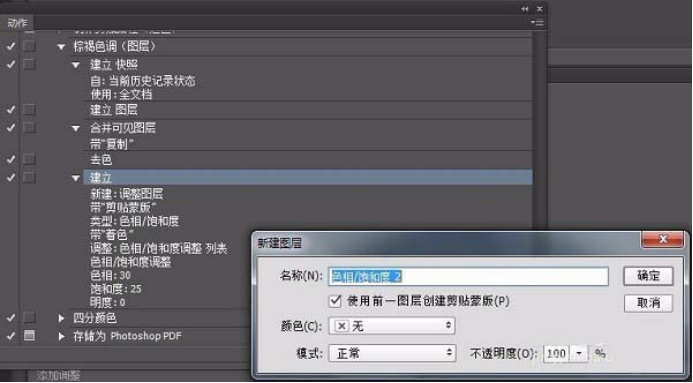 动作
棕褐色调（图层）
建立 快照
自: 当前历史记录状态
使用: 全文档
建立 图层
合并可见图层
带“复制”
去色
建立
新建: 调整图层
带“剪贴蒙版”
类型: 色相/饱和度
带“着色”
调整: 色相/饱和度调整 列表
色相/饱和度调整
色相: 30
饱和度: 25
明度: 0
四分颜色
存储为 Photoshop PDF
添加调整
新建图层
名称(N): 色相/饱和度 2
确定
使用前一图层创建剪贴蒙版(P)
取消
颜色(C): 无
模式: 正常 不透明度(O): 100 %